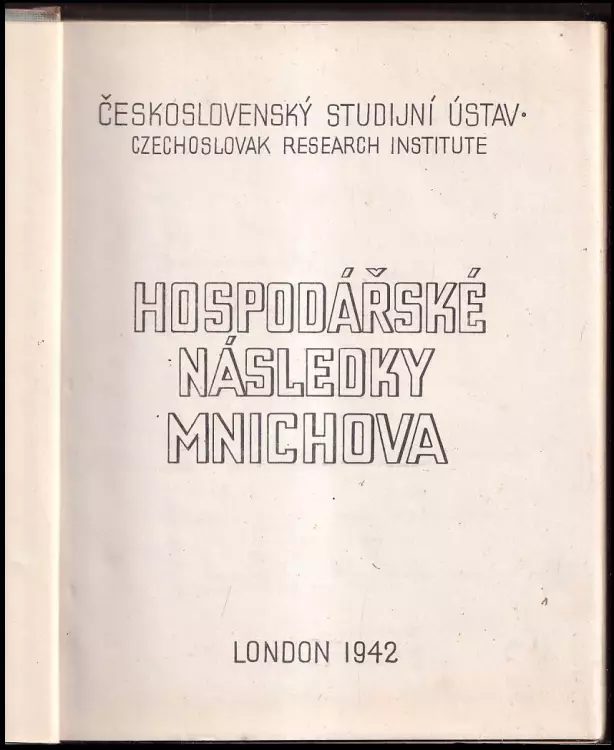 ČESKOSLOVENSKÝ STUDIJNÍ ÚSTAV.
CZECHOSLOVAK RESEARCH INSTITUTE
HOSPODÁŘSKÉ
NÁSLEDKY
MNICHOVA
LONDON 1942